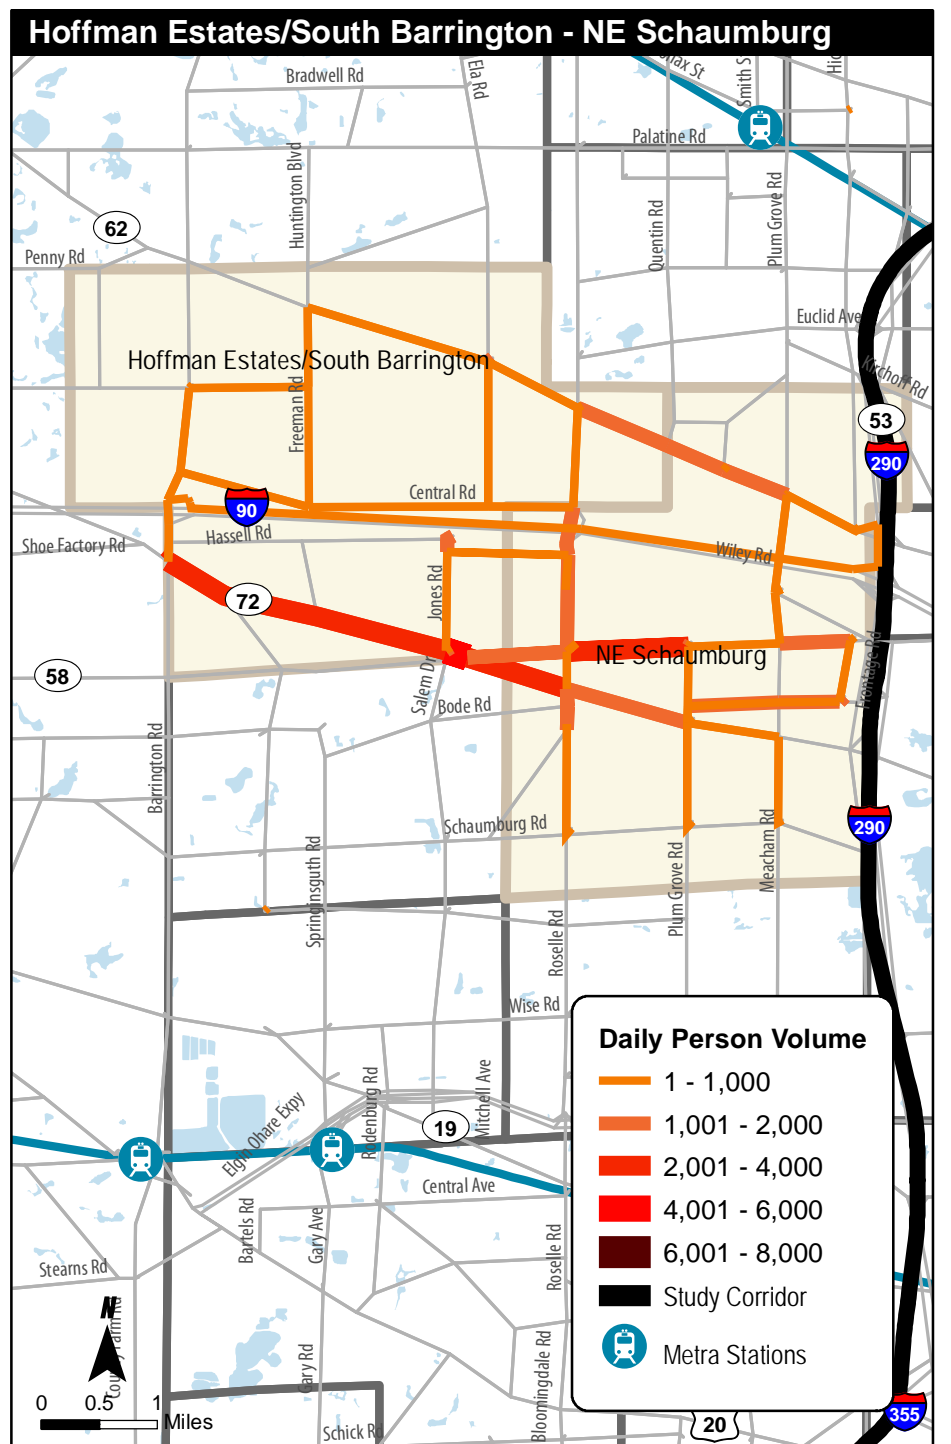 Hoffman Estates/South Barrington - NE Schaumburg
Bradwell Rd
Ela Rd
Smith S
Palatine Rd
Huntington Blvd
Quentin Rd
Plum Grove Rd
62
Penny Rd
Euclid Ave
Kirchoff Rd
Hoffman Estates/South Barrington
Freeman Rd
53
290
Central Rd
90
Hassell Rd
Shoe Factory Rd
Wiley Rd
Jones Rd
72
NE Schaumburg
Frontage Rd
58
Salem Dr
Bode Rd
Barrington Rd
Schaumburg Rd
290
Meacham Rd
Springinsguth Rd
Plum Grove Rd
Roselle Rd
Wise Rd
Daily Person Volume
1 - 1,000
1,001 - 2,000
2,001 - 4,000
4,001 - 6,000
6,001 - 8,000
Study Corridor
Metra Stations
Rodenburg Rd
Mitchell Ave
19
Elgin Ohare Expy
Central Ave
Bartels Rd
Gary Ave
Roselle Rd
Stearns Rd
N
County Farm Rd
Gary Rd
Bloomingdale Rd
0 0.5 1
Miles
Schick Rd
20
355